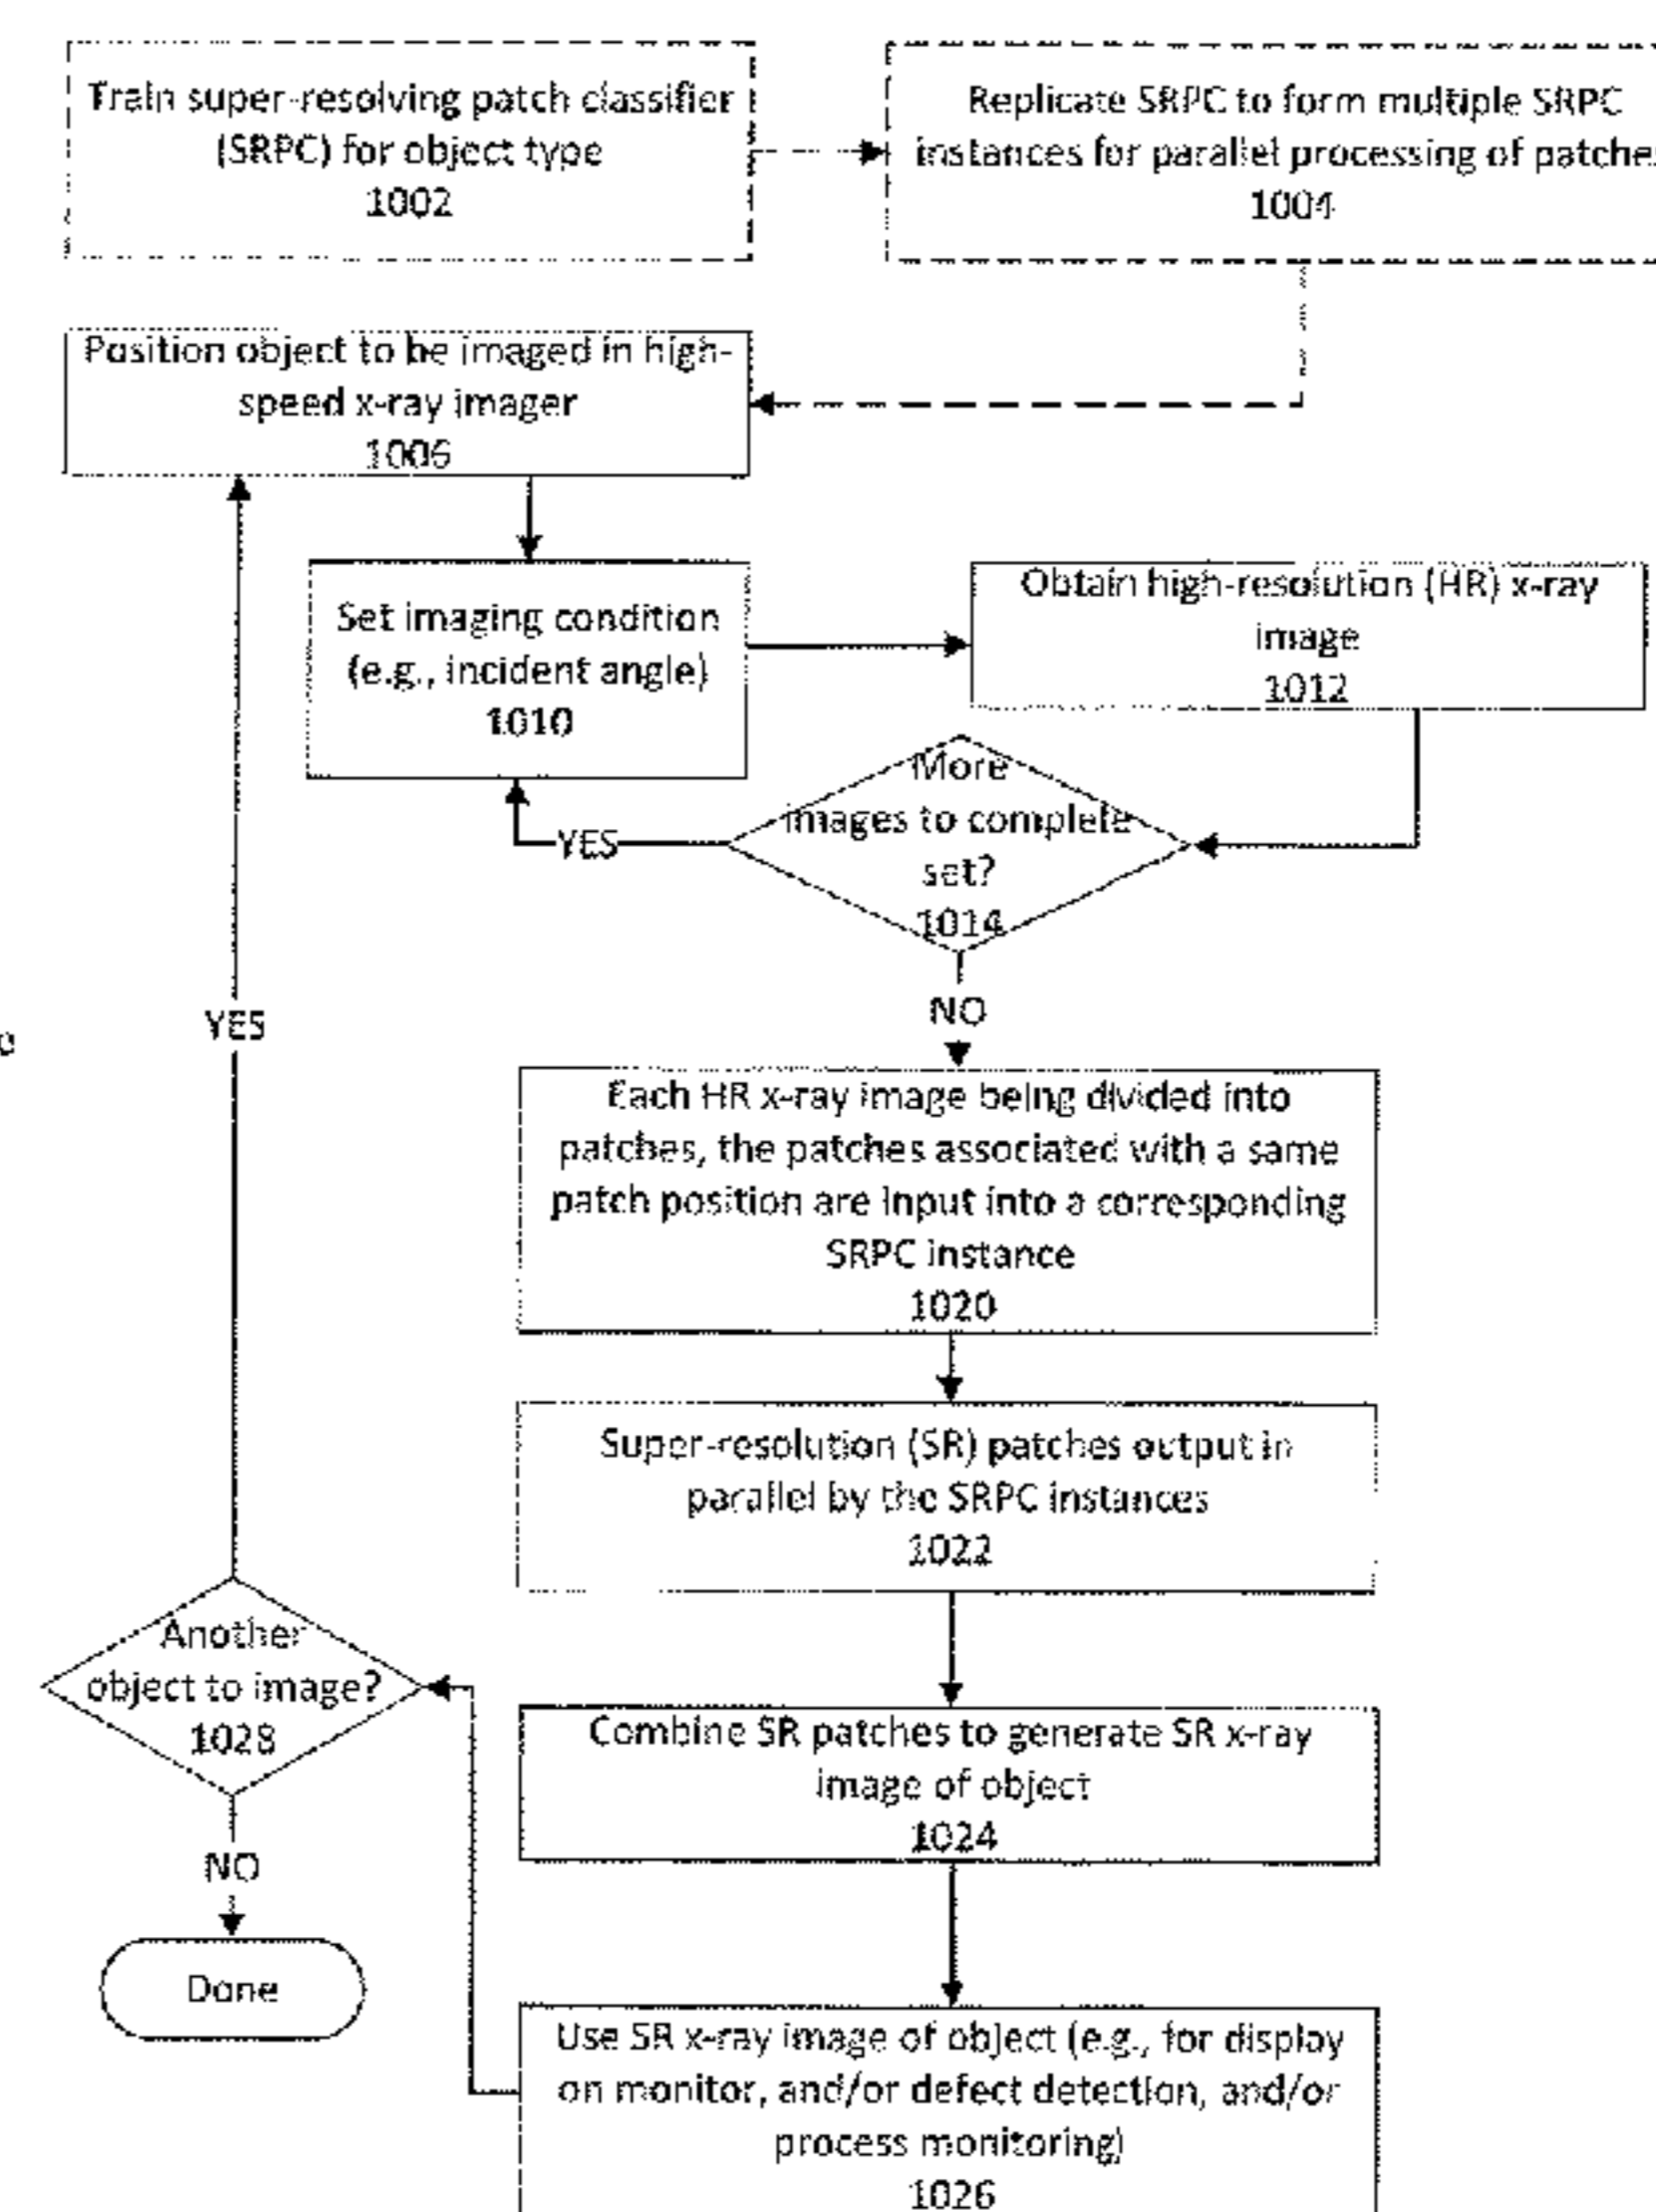 Train super-resolving patch classifier
(SRPC) for object type
1002
Replicate SRPC to form multiple SRPC
instances for parallel processing of patches
1004
Position object to be imaged in high-
speed x-ray imager
1006
Set imaging condition
(e.g., incident angle)
1010
Obtain high-resolution (HR) x-ray
image
1012
More
images to complete
set?
1014
YES
NO
YES
e
Each HR x-ray image being divided into
patches, the patches associated with a same
patch position are input into a corresponding
SRPC instance
1020
Super-resolution (SR) patches output in
parallel by the SRPC instances
1022
Another
object to image?
1028
Combine SR patches to generate SR x-ray
image of object
1024
NO
Done
Use SR x-ray image of object (e.g., for display
on monitor, and/or defect detection, and/or
process monitoring)
1026